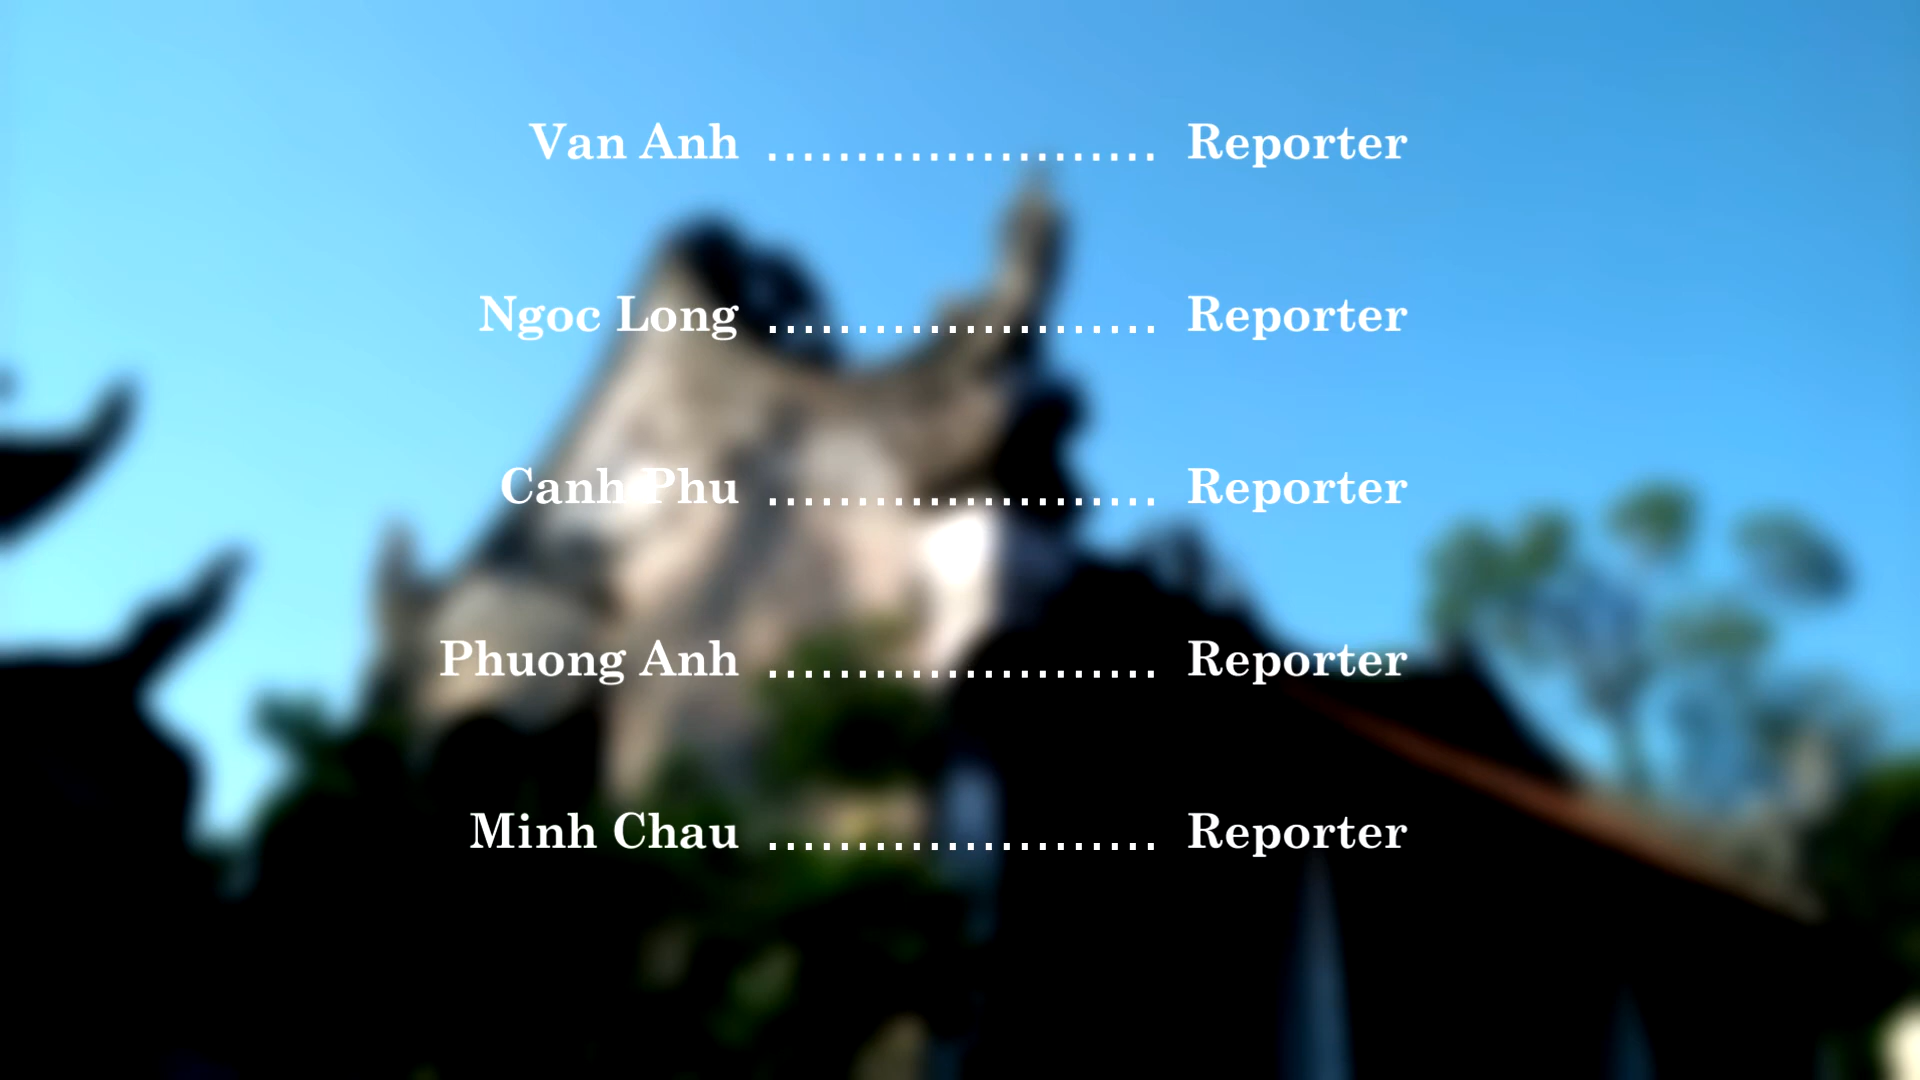 Van Anh ...................... Reporter
Ngoc Long ...................... Reporter
Canh Phu ...................... Reporter
Phuong Anh ...................... Reporter
Minh Chau ...................... Reporter